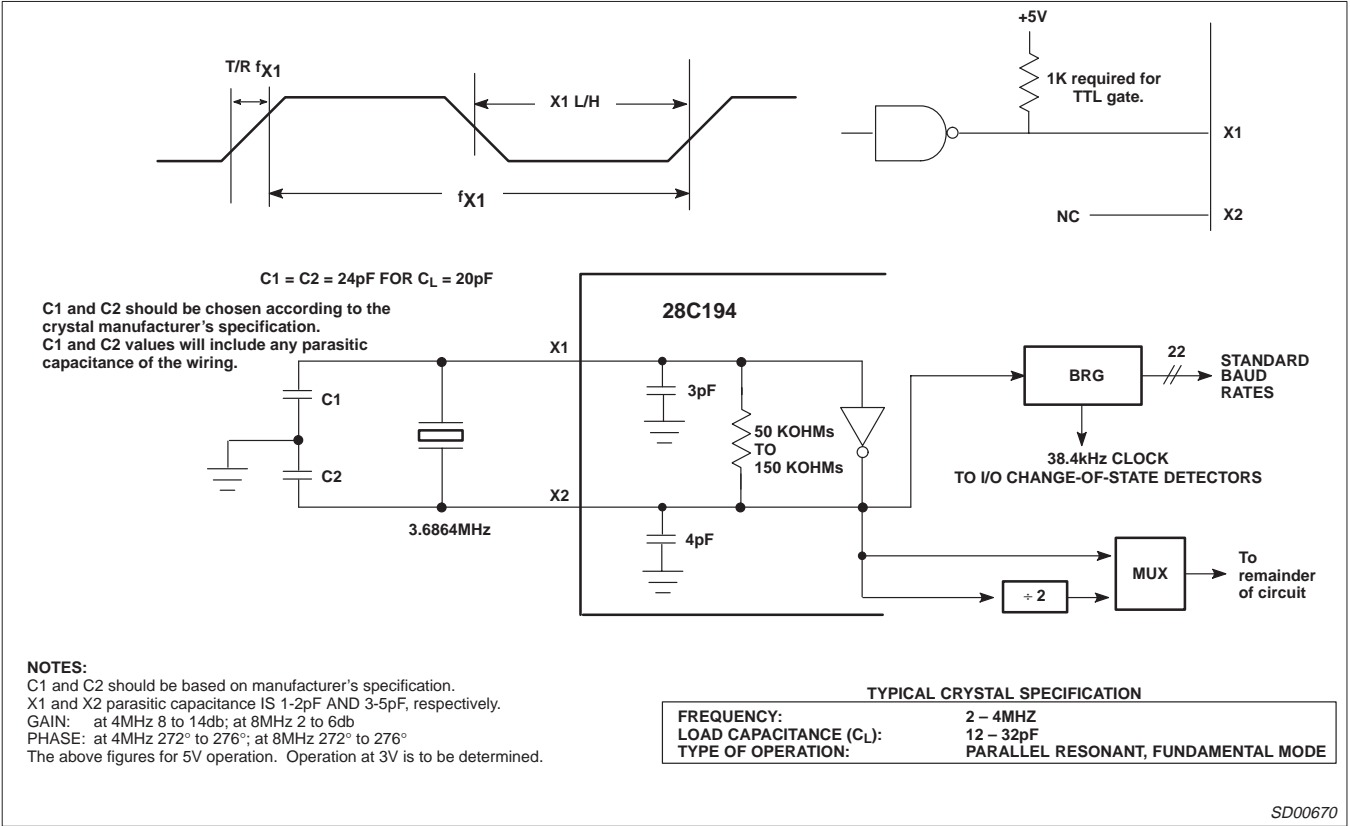 T/R fX1
X1 L/H
fX1
+5V
1K required for
TTL gate.
X1
NC
X2
C1 = C2 = 24pF FOR CL = 20pF
C1 and C2 should be chosen according to the
crystal manufacturer's specification.
C1 and C2 values will include any parasitic
capacitance of the wiring.
28C194
X1
C1
C2
X2
3.6864MHz
3pF
50 KOHMs
TO
150 KOHMs
4pF
BRG
22
STANDARD
BAUD
RATES
38.4kHz CLOCK
TO I/O CHANGE-OF-STATE DETECTORS
÷ 2
MUX
To
remainder
of circuit
NOTES:
C1 and C2 should be based on manufacturer's specification.
X1 and X2 parasitic capacitance IS 1-2pF AND 3-5pF, respectively.
GAIN: at 4MHz 8 to 14db; at 8MHz 2 to 6db
PHASE: at 4MHz 272° to 276°; at 8MHz 272° to 276°
The above figures for 5V operation. Operation at 3V is to be determined.
TYPICAL CRYSTAL SPECIFICATION
FREQUENCY: 2 – 4MHZ
LOAD CAPACITANCE (CL): 12 – 32pF
TYPE OF OPERATION: PARALLEL RESONANT, FUNDAMENTAL MODE
SD00670